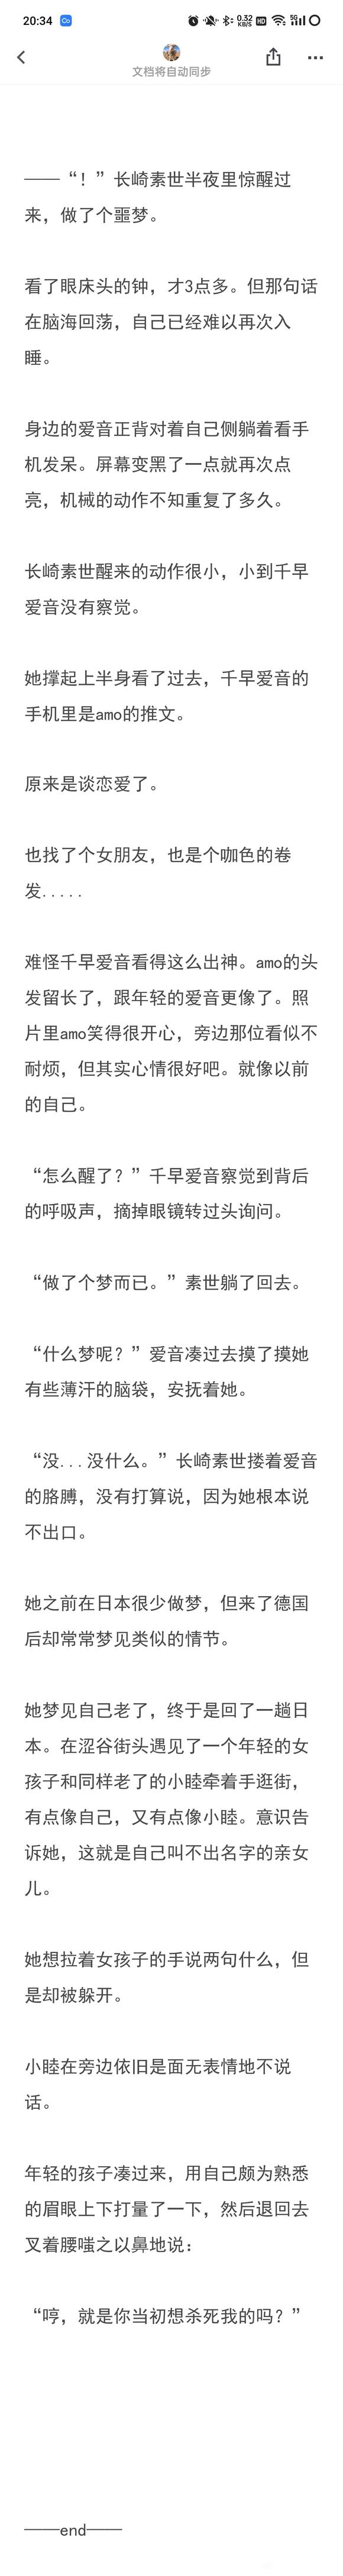 20:34
0.32 KB/S
HD
5G
文档将自动同步
——“！”长崎素世半夜里惊醒过
来，做了个噩梦。
看了眼床头的钟，才3点多。但那句话
在脑海回荡，自己已经难以再次入
睡。
身边的爱音正背对着自己侧躺着看手
机发呆。屏幕变黑了一点就再次点
亮，机械的动作不知重复了多久。
长崎素世醒来的动作很小，小到千早
爱音没有察觉。
她撑起上半身看了过去，千早爱音的
手机里是amo的推文。
原来是谈恋爱了。
也找了个女朋友，也是个咖色的卷
发.....
难怪千早爱音看得这么出神。amo的头
发留长了，跟年轻的爱音更像了。照
片里amo笑得很开心，旁边那位看似不
耐烦，但其实心情很好吧。就像以前
的自己。
“怎么醒了？”千早爱音察觉到背后
的呼吸声，摘掉眼镜转过头询问。
“做了个梦而已。”素世躺了回去。
“什么梦呢？”爱音凑过去摸了摸她
有些薄汗的脑袋，安抚着她。
“没...没什么。”长崎素世搂着爱音
的胳膊，没有打算说，因为她根本说
不出口。
她之前在日本很少做梦，但来了德国
后却常常梦见类似的情节。
她梦见自己老了，终于是回了一趟日
本。在涩谷街头遇见了一个年轻的女
孩子和同样老了的小睦牵着手逛街，
有点像自己，又有点像小睦。意识告
诉她，这就是自己叫不出名字的亲女
儿。
她想拉着女孩子的手说两句什么，但
是却被躲开。
小睦在旁边依旧是面无表情地不说
话。
年轻的孩子凑过来，用自己颇为熟悉
的眉眼上下打量了一下，然后退回去
叉着腰嗤之以鼻地说：
“哼，就是你当初想杀死我的吗？”
——end——